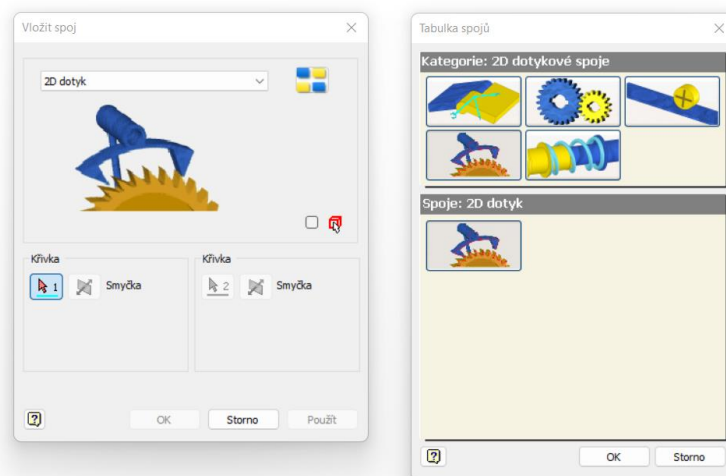 Vložit spoj
2D dotyk
Křivka
1
Smyčka
Křivka
2
Smyčka
OK
Storno
Použít
Tabulka spojů
Kategorie: 2D dotykové spoje
Spoje: 2D dotyk
OK
Storno